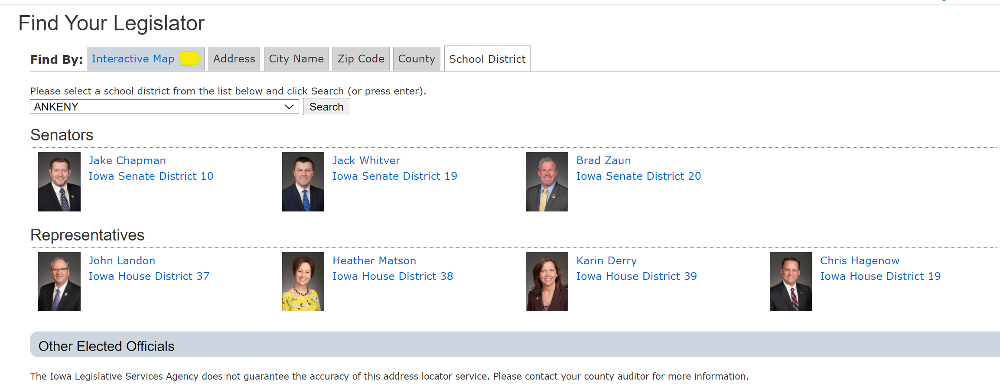 Find Your Legislator
Find By: Interactive Map Address City Name Zip Code County School District
Please select a school district from the list below and click Search (or press enter).
ANKENY Search
Senators
Jake Chapman
Iowa Senate District 10
Jack Whitver
Iowa Senate District 19
Brad Zaun
Iowa Senate District 20
Representatives
John Landon
Iowa House District 37
Heather Matson
Iowa House District 38
Karin Derry
Iowa House District 39
Chris Hagenow
Iowa House District 19
Other Elected Officials
The Iowa Legislative Services Agency does not guarantee the accuracy of this address locator service. Please contact your county auditor for more information.